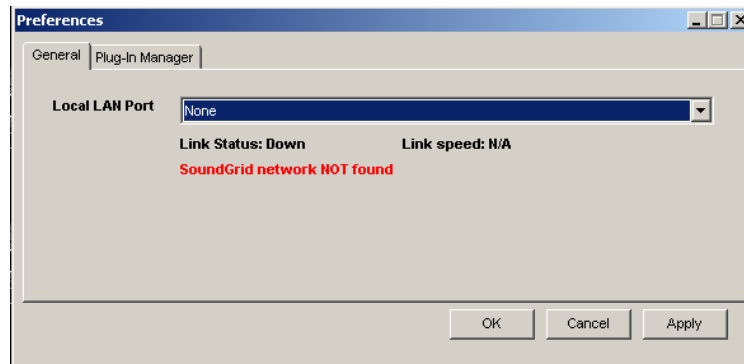 Preferences
General Plug-In Manager
Local LAN Port None
Link Status: Down Link speed: N/A
SoundGrid network NOT found
OK Cancel Apply